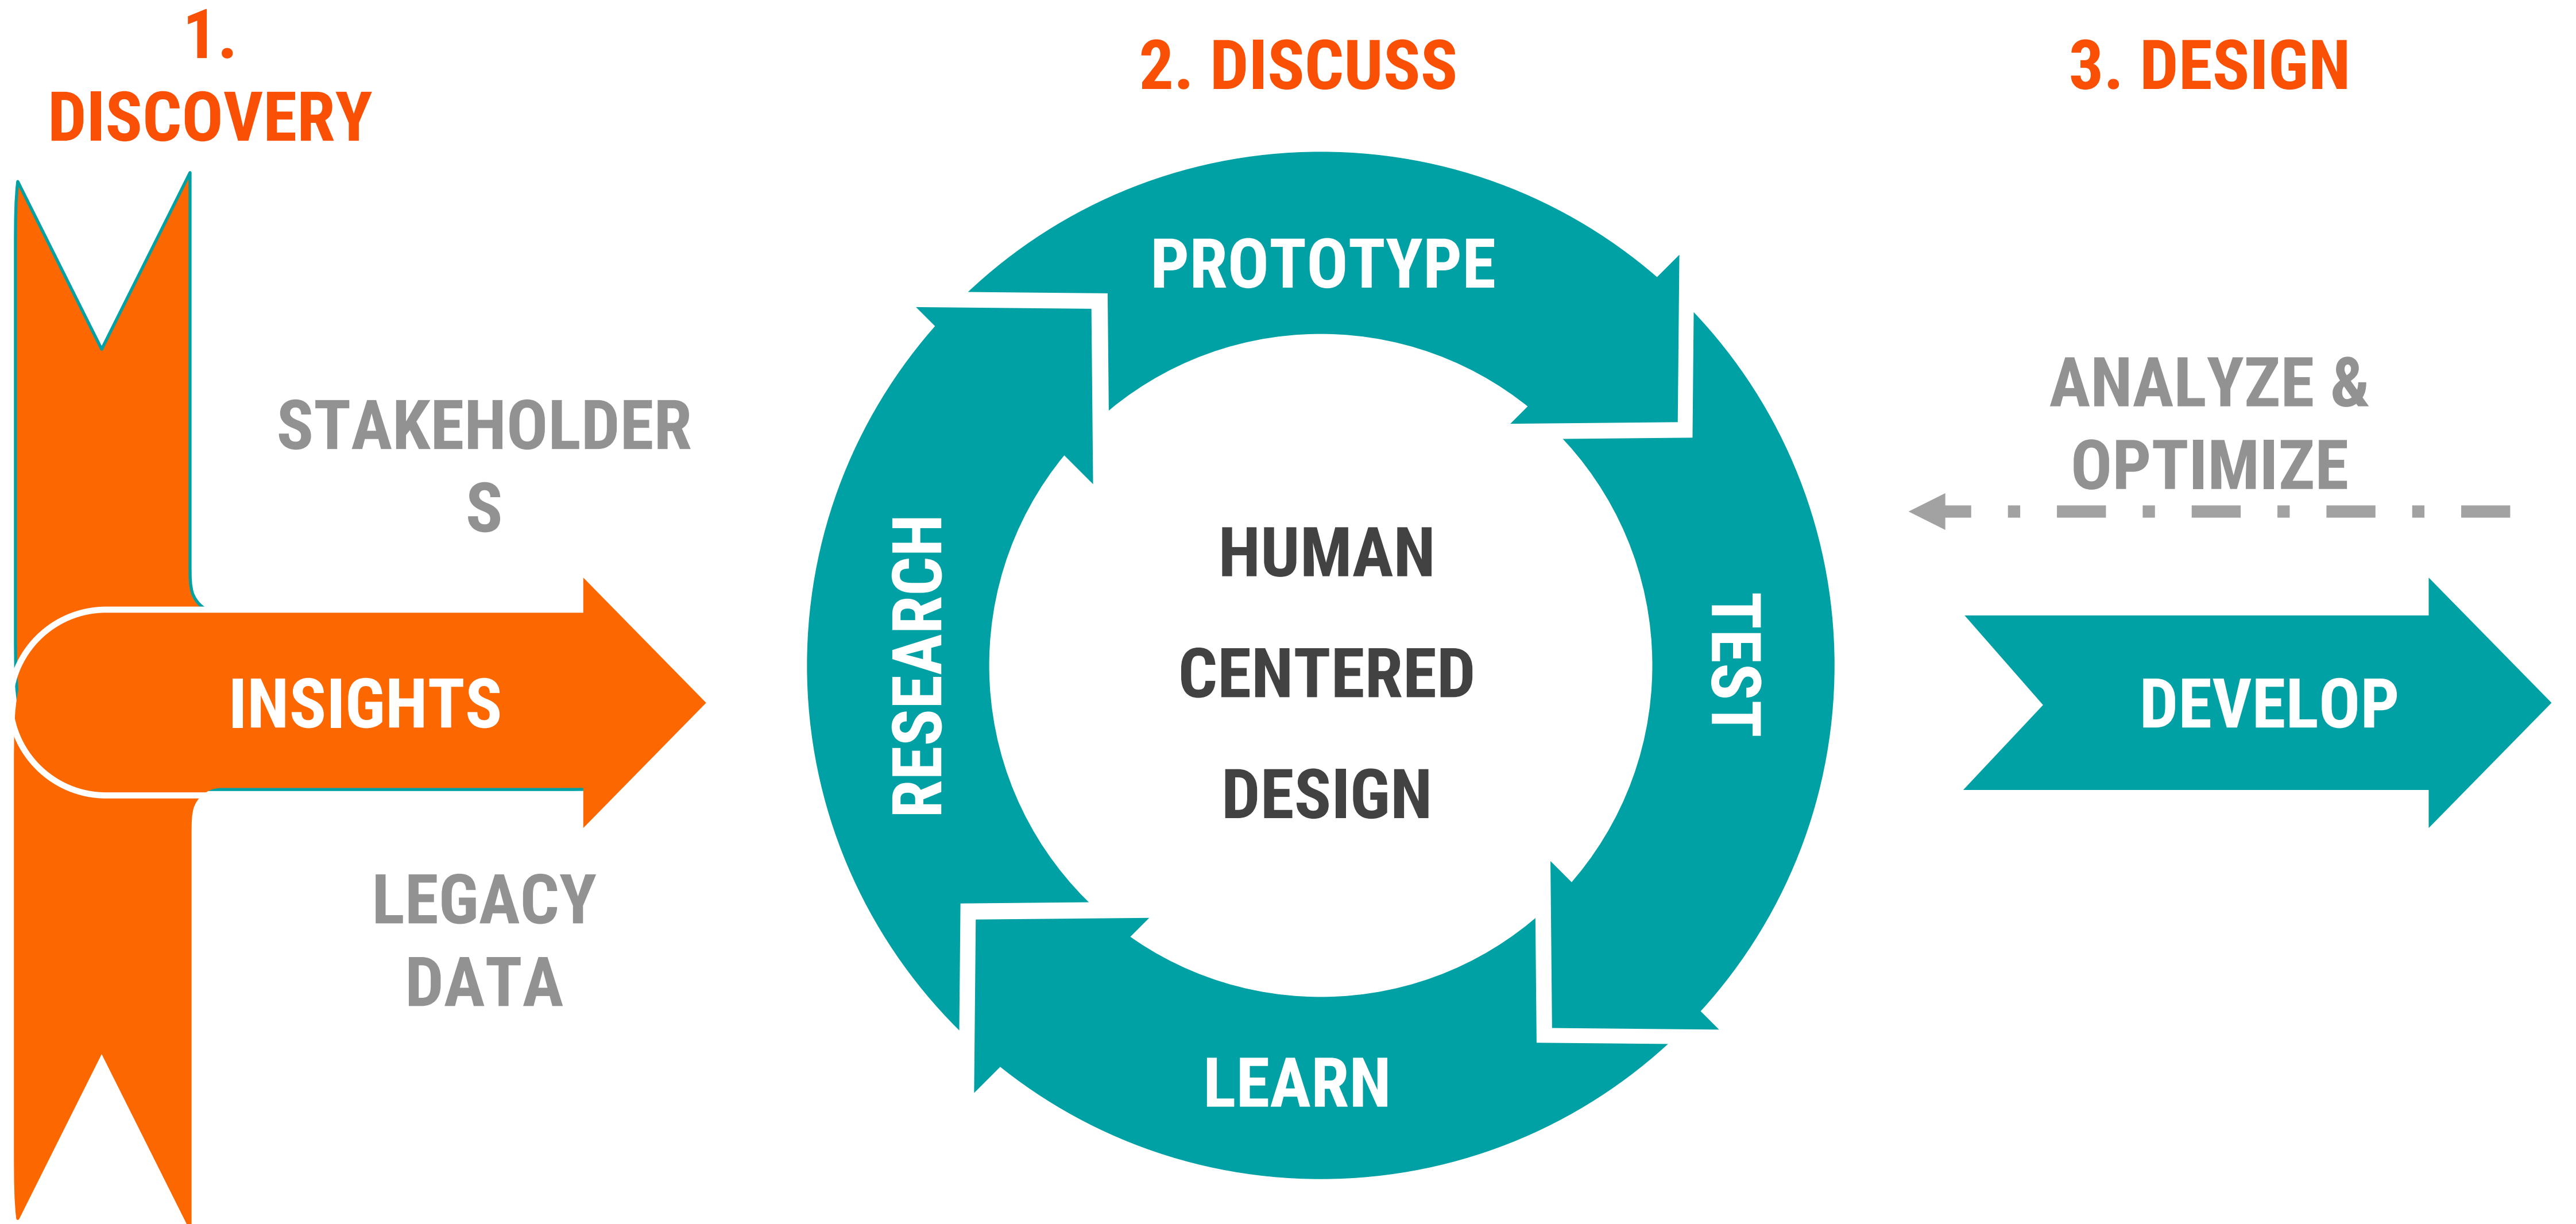 1.
DISCOVERY
STAKEHOLDER
S
INSIGHTS
LEGACY
DATA
2. DISCUSS
PROTOTYPE
RESEARCH
HUMAN
CENTERED
DESIGN
TEST
LEARN
3. DESIGN
ANALYZE &
OPTIMIZE
DEVELOP